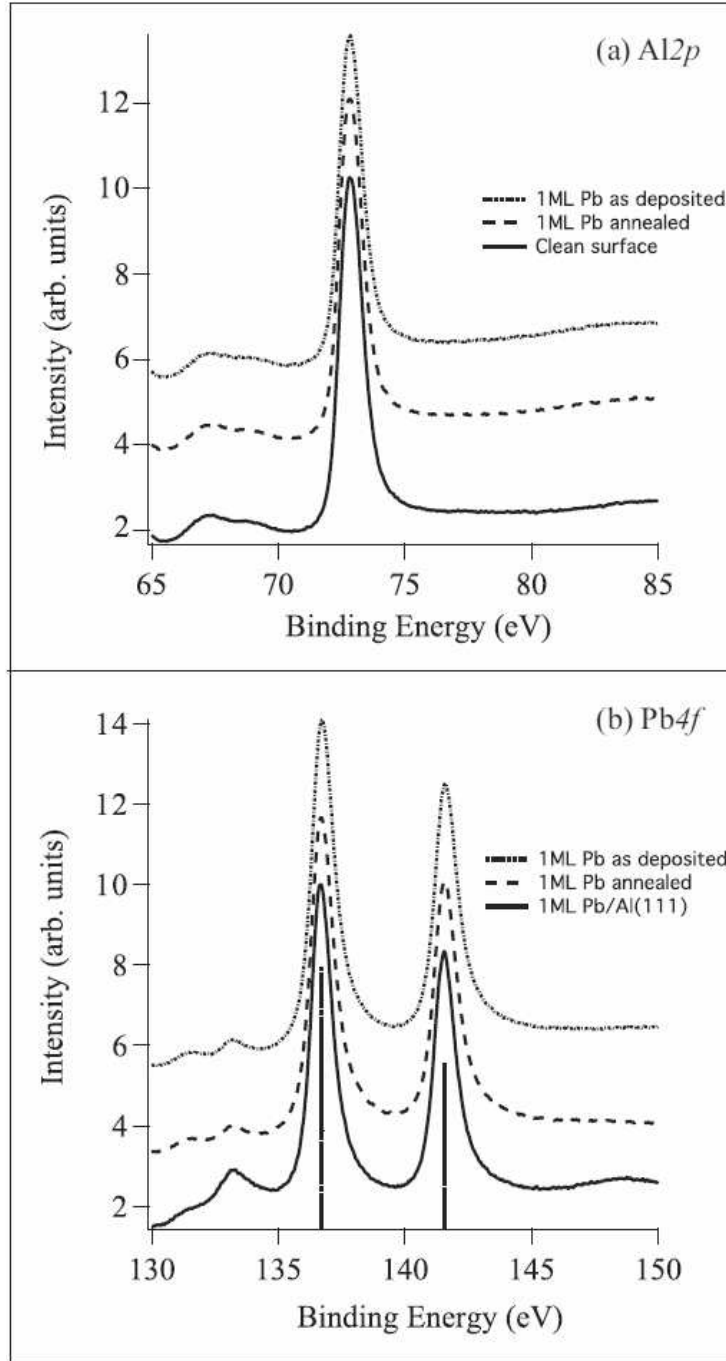 (a) Al2p
12
10
8
6
4
2
Intensity (arb. units)
1ML Pb as deposited
1ML Pb annealed
Clean surface
65 70 75 80 85
Binding Energy (eV)
(b) Pb4f
14
12
10
8
6
4
2
Intensity (arb. units)
1ML Pb as deposited
1ML Pb annealed
1ML Pb/Al(111)
130 135 140 145 150
Binding Energy (eV)